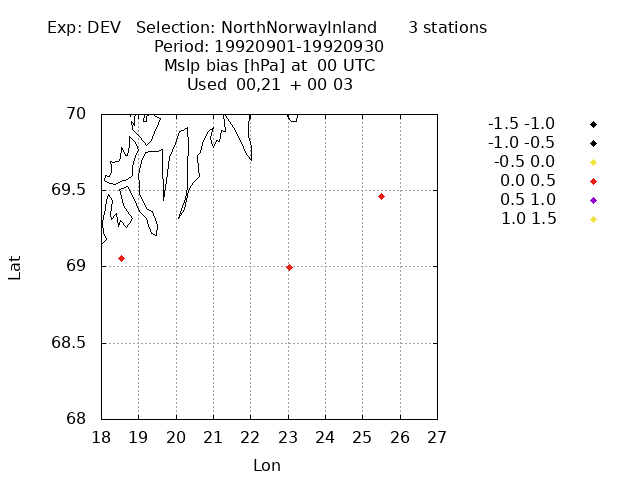 Exp: DEV Selection: NorthNorwayInland 3 stations
Period: 19920901-19920930
Mslp bias [hPa] at 00 UTC
Used 00,21 + 00 03
-1.5 -1.0
-1.0 -0.5
-0.5 0.0
0.0 0.5
0.5 1.0
1.0 1.5
70
69.5
69
68.5
68
Lat
18 19 20 21 22 23 24 25 26 27
Lon